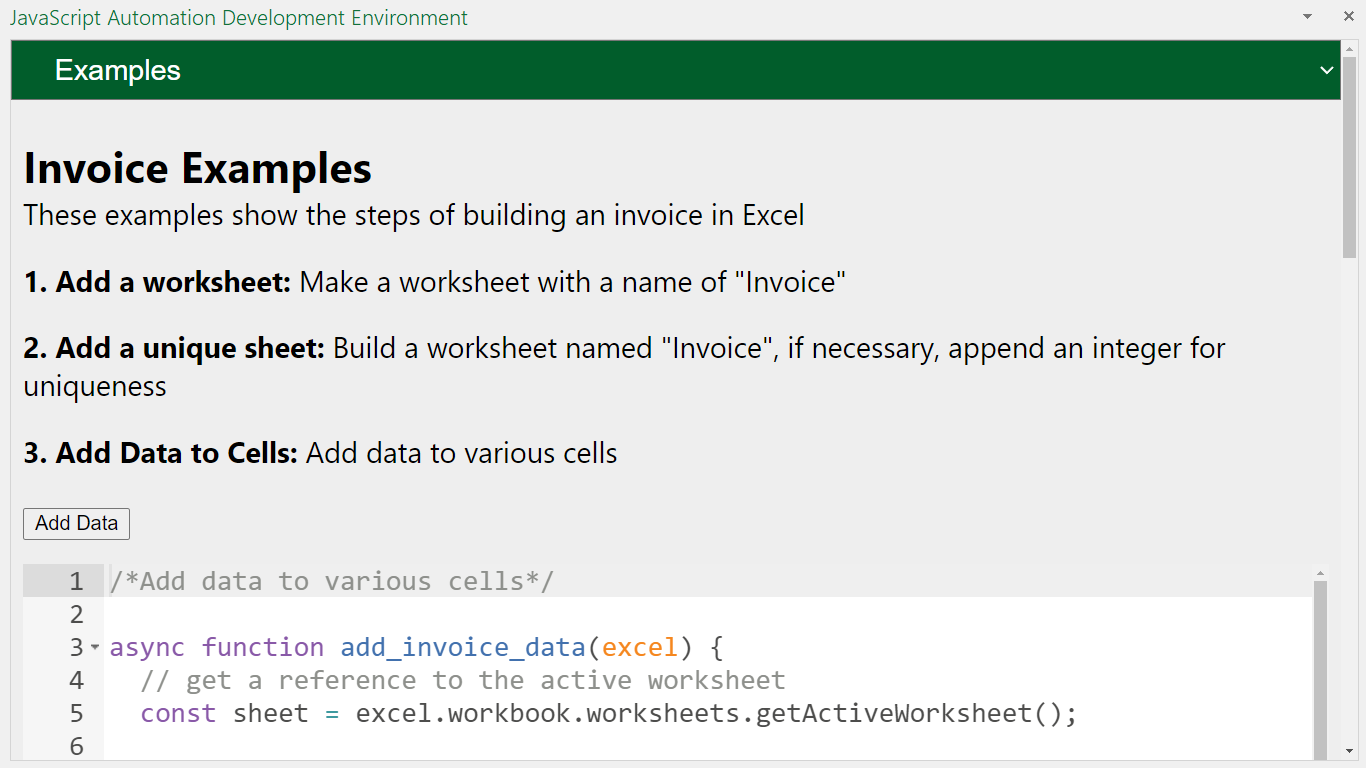 JavaScript Automation Development Environment
Examples
Invoice Examples
These examples show the steps of building an invoice in Excel
1. Add a worksheet: Make a worksheet with a name of "Invoice"
2. Add a unique sheet: Build a worksheet named "Invoice", if necessary, append an integer for
uniqueness
3. Add Data to Cells: Add data to various cells
Add Data
1 /*Add data to various cells*/
2
3 async function add_invoice_data(excel) {
4 // get a reference to the active worksheet
5 const sheet = excel.workbook.worksheets.getActiveWorksheet();
6